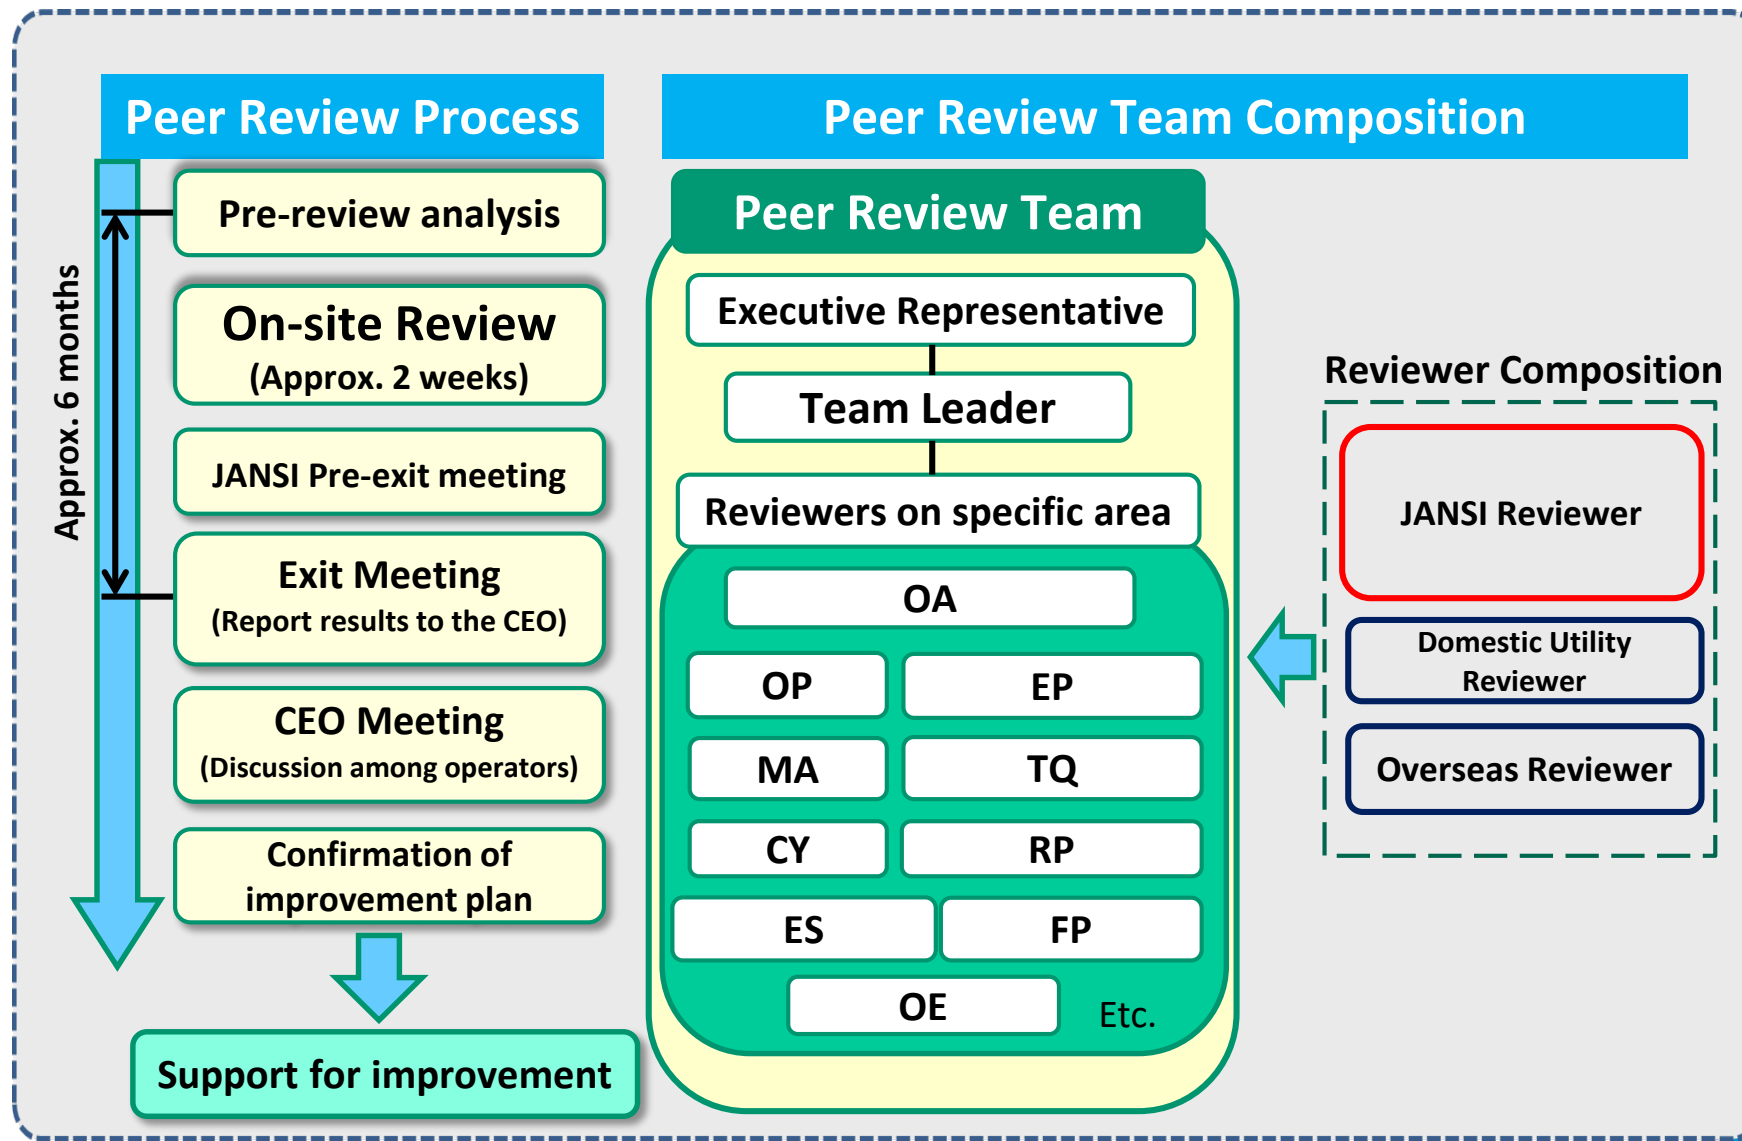 Peer Review Process
Approx. 6 months
Pre-review analysis
On-site Review
(Approx. 2 weeks)
JANSI Pre-exit meeting
Exit Meeting
(Report results to the CEO)
CEO Meeting
(Discussion among operators)
Confirmation of
improvement plan
Support for improvement
Peer Review Team Composition
Peer Review Team
Executive Representative
Team Leader
Reviewers on specific area
OA
OP
EP
MA
TQ
CY
RP
ES
FP
OE
Etc.
Reviewer Composition
JANSI Reviewer
Domestic Utility
Reviewer
Overseas Reviewer